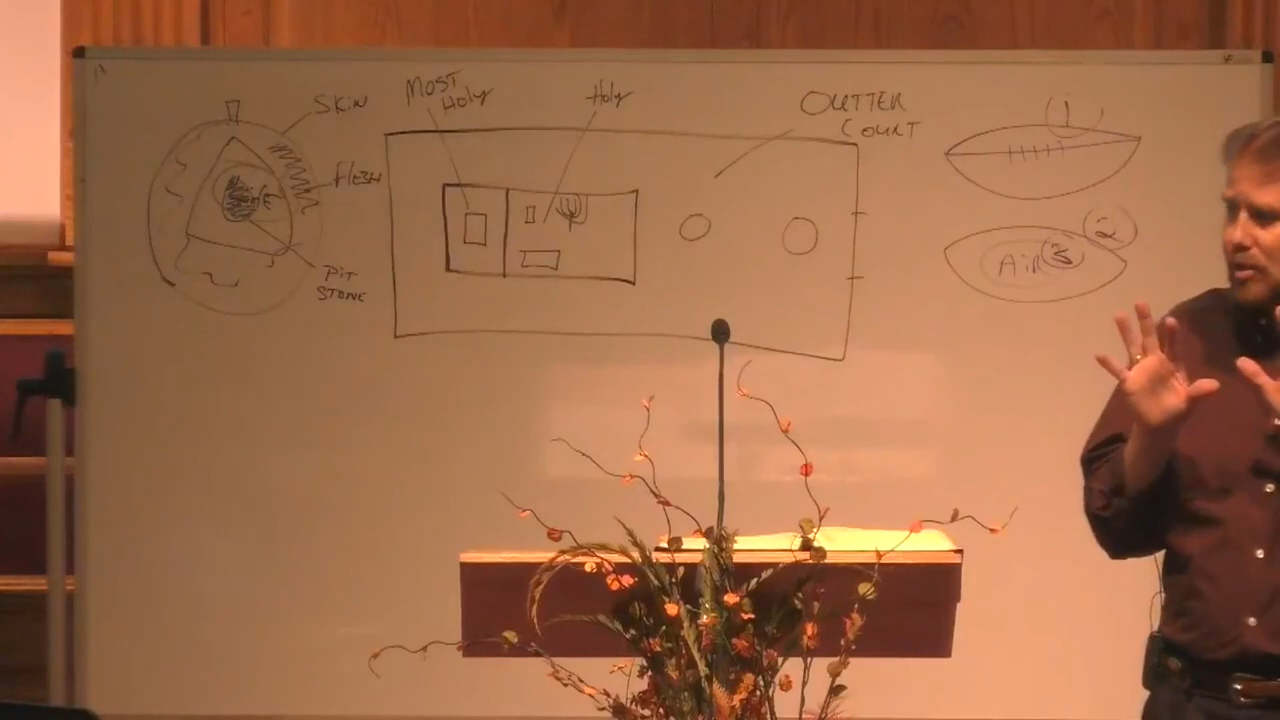 SKIN
FLESH
PIT
STONE
MOST
Holy
Holy
OUTTER
COURT
1
2
AIR 3